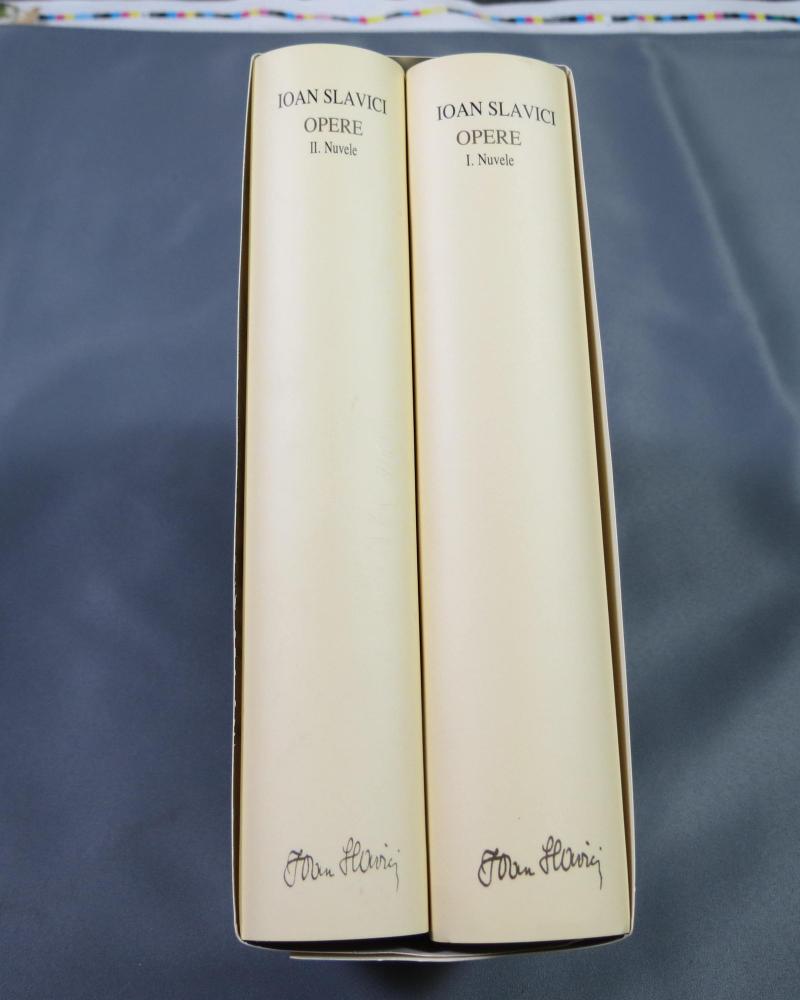 IOAN SLAVICI
OPERE
II. Nuvele
Ioan Slavici
IOAN SLAVICI
OPERE
I. Nuvele
Ioan Slavici